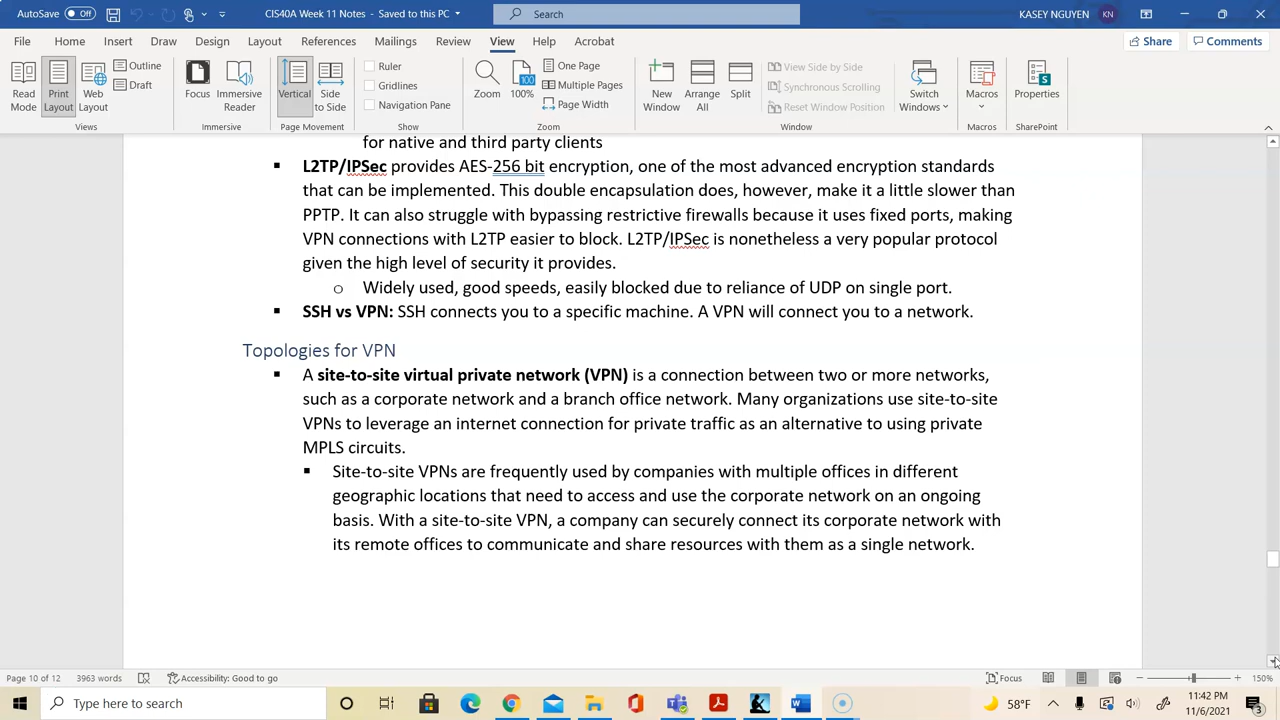 AutoSave Off CIS40A Week 11 Document • Saved to this PC Search KASEY NGUYEN KN
File Home Insert Draw Design Layout References Mailings Review View Help Acrobat Share Comments
Read Mode Print Layout Web Layout Outline Draft Focus Immersive Reader Vertical Side to Side Ruler Gridlines Navigation Pane Zoom 100 100% One Page Multiple Pages Page Width New Window Arrange All Split View Side by Side Synchronous Scrolling Reset Window Position Switch Windows Macros Properties
Views Immersive Page Movement Show Zoom Window Macros SharePoint
for native and third party clients
▪ L2TP/IPSec provides AES-256 bit encryption, one of the most advanced encryption standards
that can be implemented. This double encapsulation does, however, make it a little slower than
PPTP. It can also struggle with bypassing restrictive firewalls because it uses fixed ports, making
VPN connections with L2TP easier to block. L2TP/IPSec is nonetheless a very popular protocol
given the high level of security it provides.
o Widely used, good speeds, easily blocked due to reliance of UDP on single port.
▪ SSH vs VPN: SSH connects you to a specific machine. A VPN will connect you to a network.
Topologies for VPN
▪ A site-to-site virtual private network (VPN) is a connection between two or more networks,
such as a corporate network and a branch office network. Many organizations use site-to-site
VPNs to leverage an internet connection for private traffic as an alternative to using private
MPLS circuits.
▪ Site-to-site VPNs are frequently used by companies with multiple offices in different
geographic locations that need to access and use the corporate network on an ongoing
basis. With a site-to-site VPN, a company can securely connect its corporate network with
its remote offices to communicate and share resources with them as a single network.
Page 10 of 12 3963 words Accessibility: Good to go Focus 150%
Type here to search 58°F 11:42 PM
11/6/2021 3